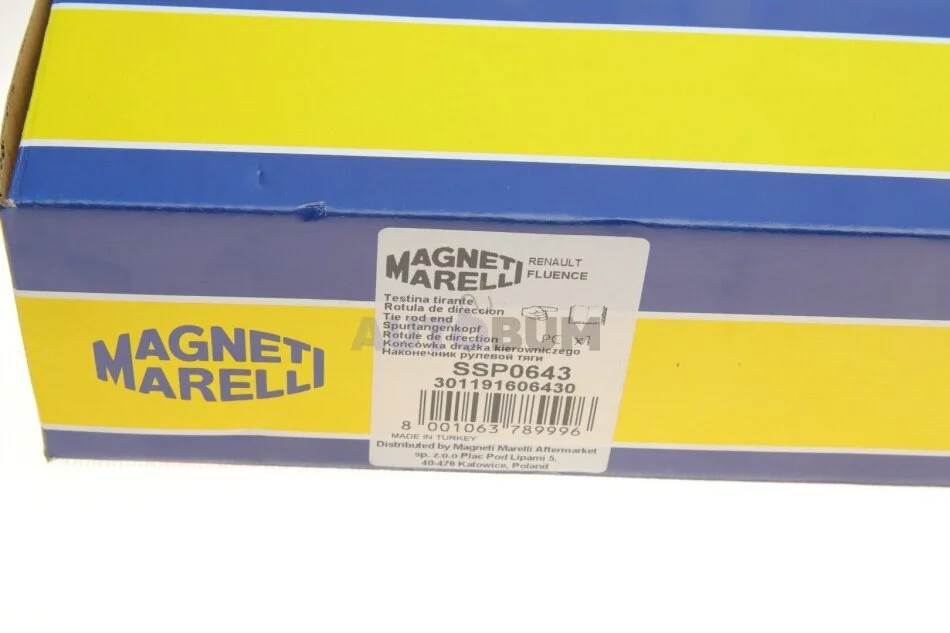 MAGNETI
MARELLI
RENAULT
FLUENCE
Testina tirante
Rotula de direccion
Tie rod end
Spurtangenkopf
Rotule de direction
Końcówka drążka kierowniczego
Наконечник рулевой тяги
PC x1
SSP0643
301191606430
8 001063 789996
MADE IN TURKEY
Distributed by Magneti Marelli Aftermarket
sp. z.o.o Plac Pod Lipami 5,
40-476 Katowice, Poland
MAGNETI
MARELLI